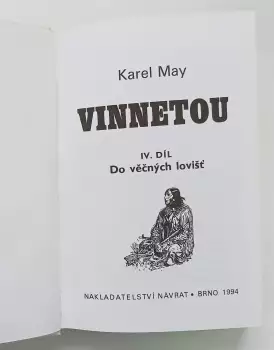 Karel May
VINNETOU
IV. DÍL
Do věčných lovišť
NAKLADATELSTVÍ NÁVRAT • BRNO 1994